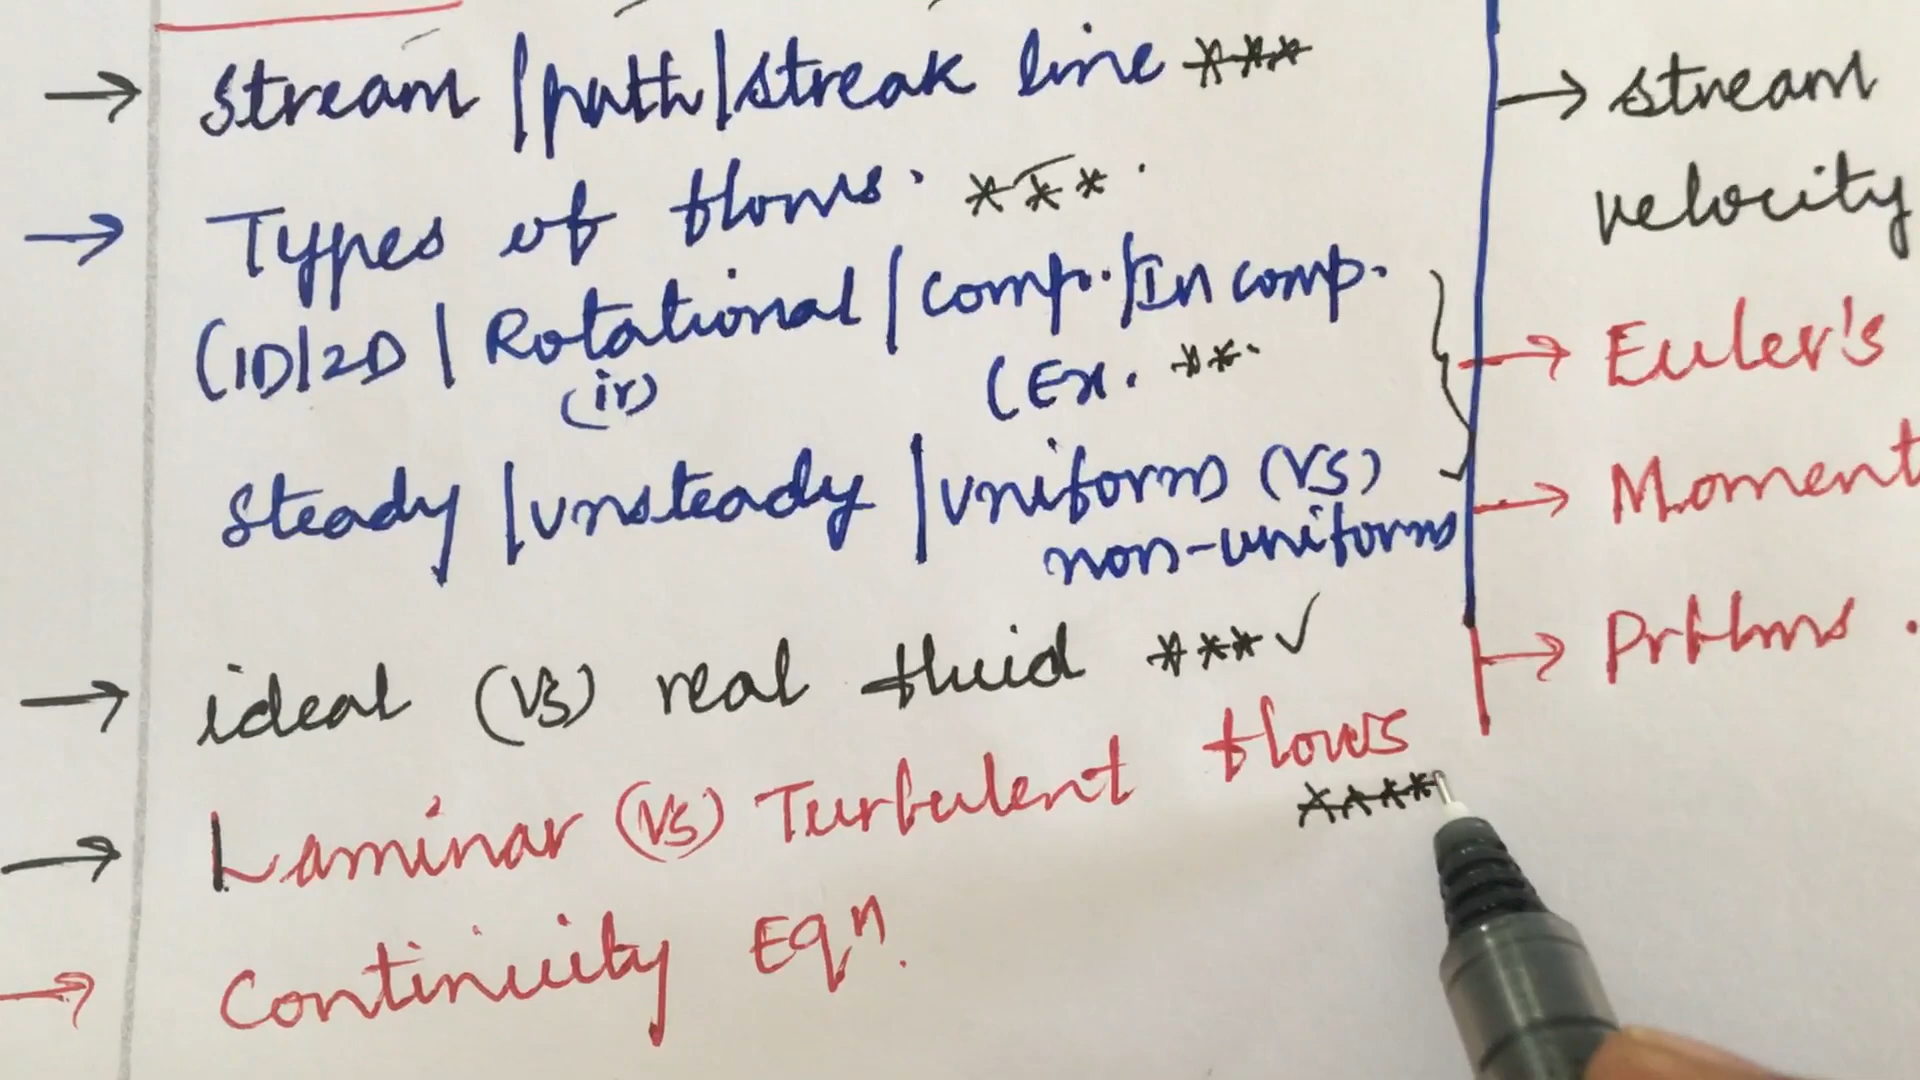 → Stream / path / streak line ***
→ Types of flows. ***
(1D/2D / Rotational / comp./In comp.
(ir) (Ex. **
Steady / unsteady / uniform (vs)
non-uniform
→ ideal (vs) real fluid *** ✓
→ Laminar (vs) Turbulent flows
****
→ Continuity Eqn.
→ stream
velocity
→ Euler's
→ Moment
→ Prblms.